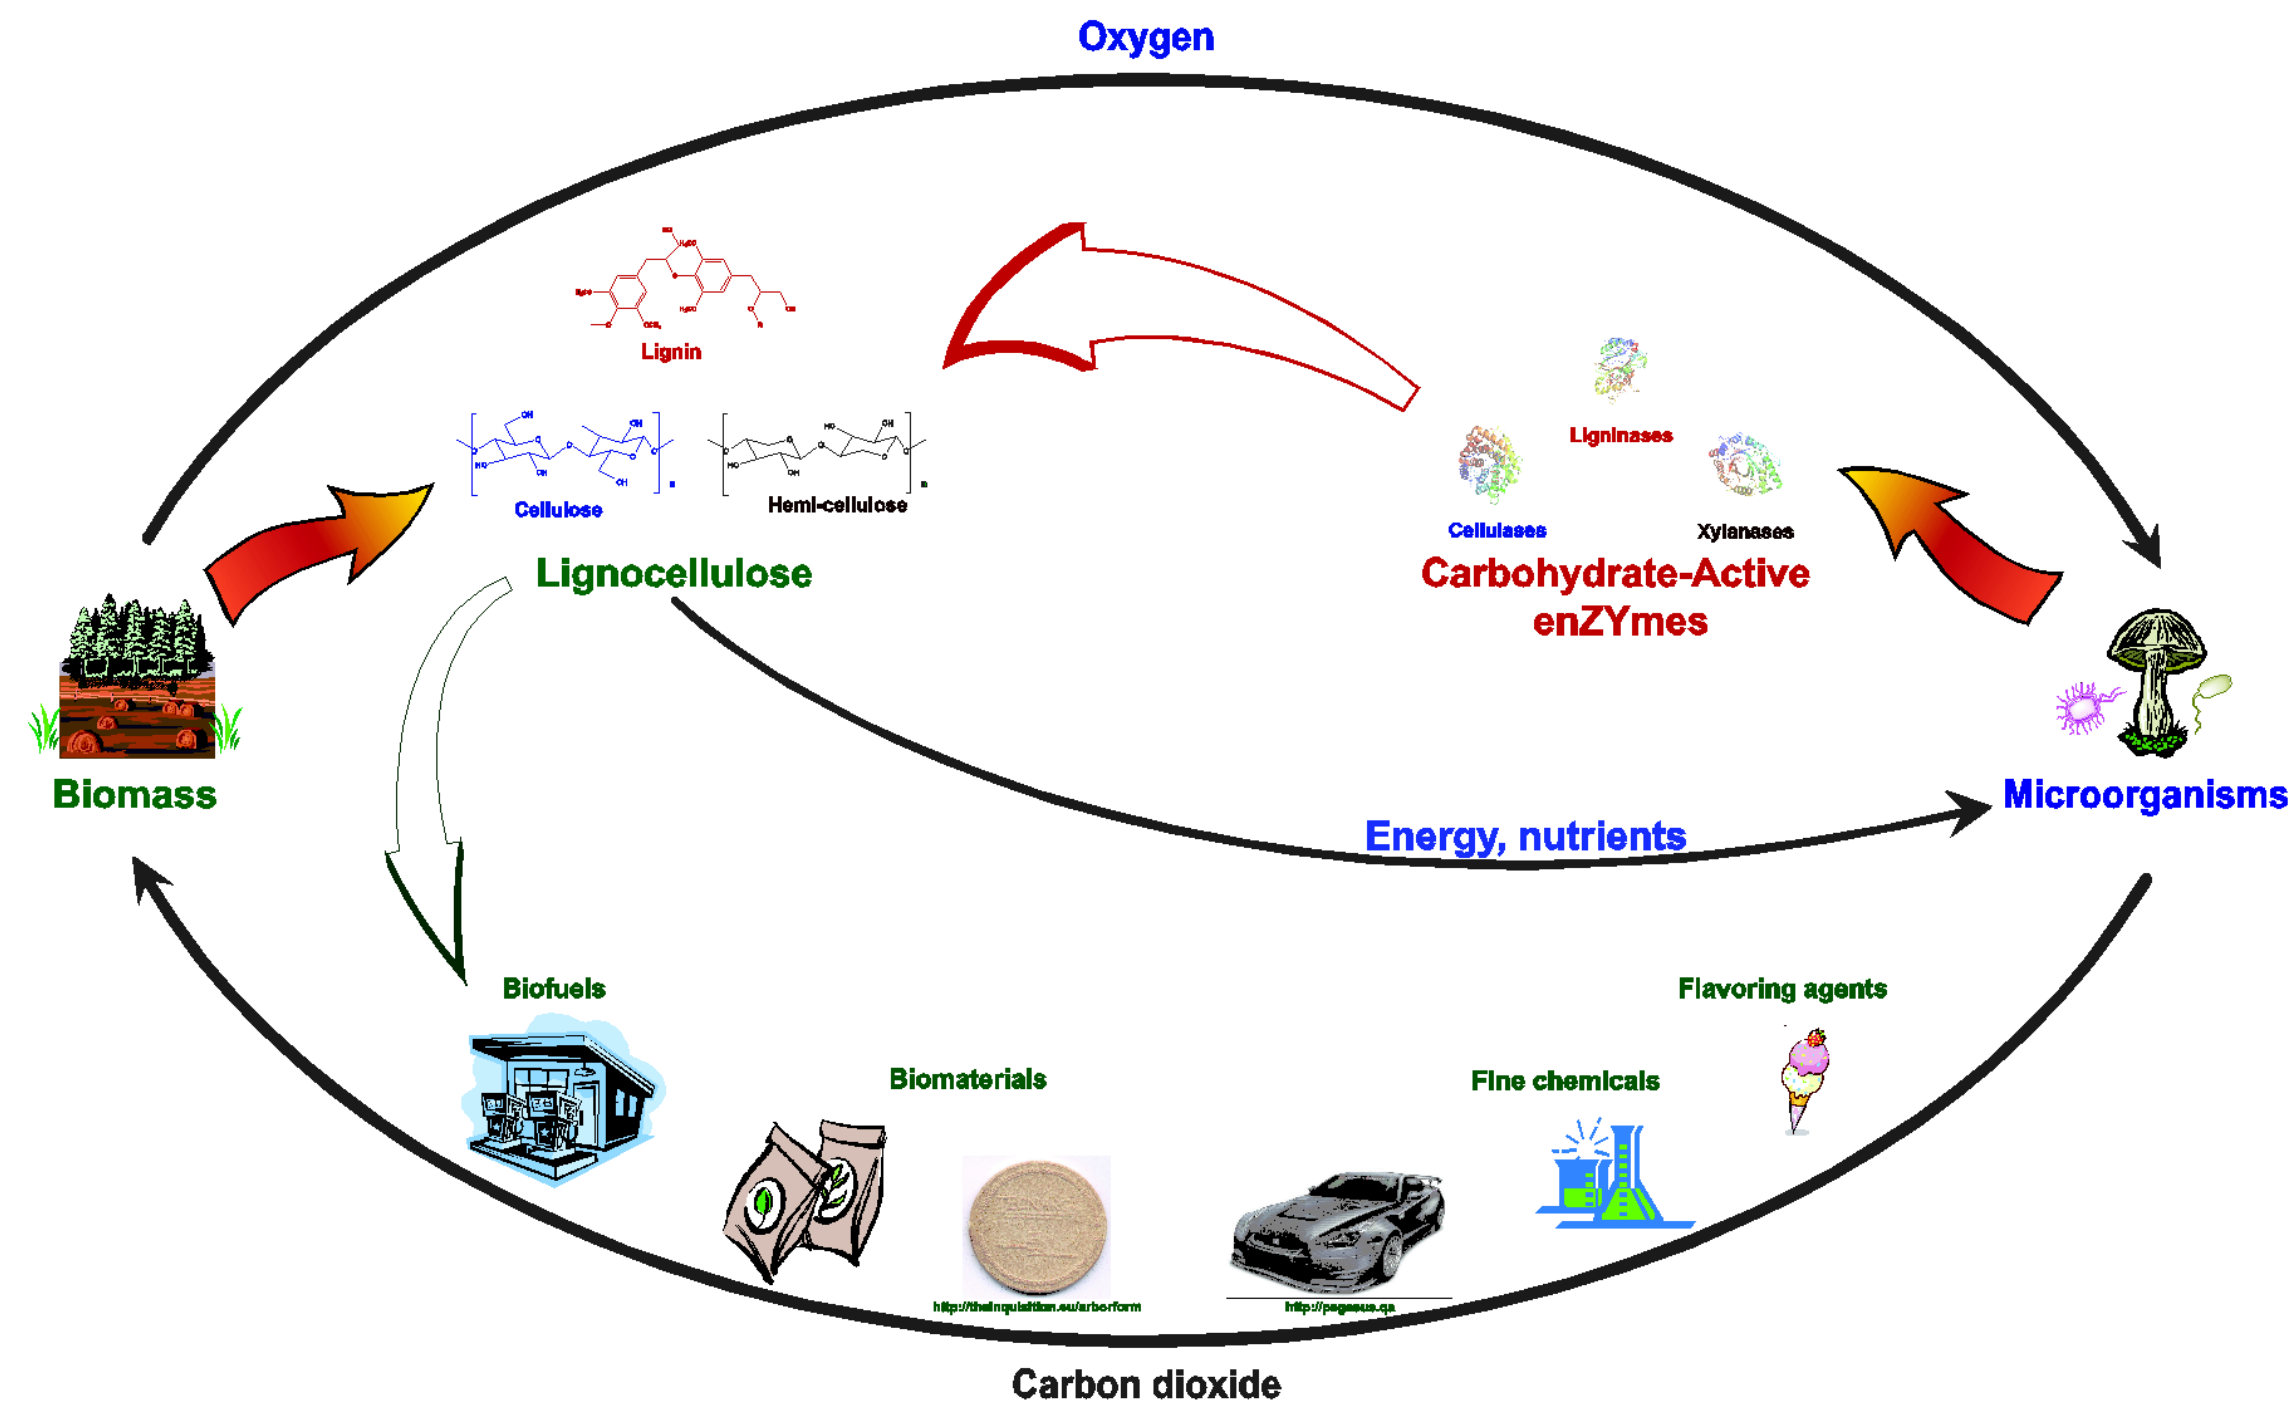 Oxygen
Lignin
Ligninases
Cellulose
Hemi-cellulose
Cellulases
Xylanases
Lignocellulose
Carbohydrate-Active
enZYmes
Biomass
Microorganisms
Energy, nutrients
Biofuels
Flavoring agents
Biomaterials
Fine chemicals
http://theinquisition.eu/arborform
http://pegasus.qa
Carbon dioxide